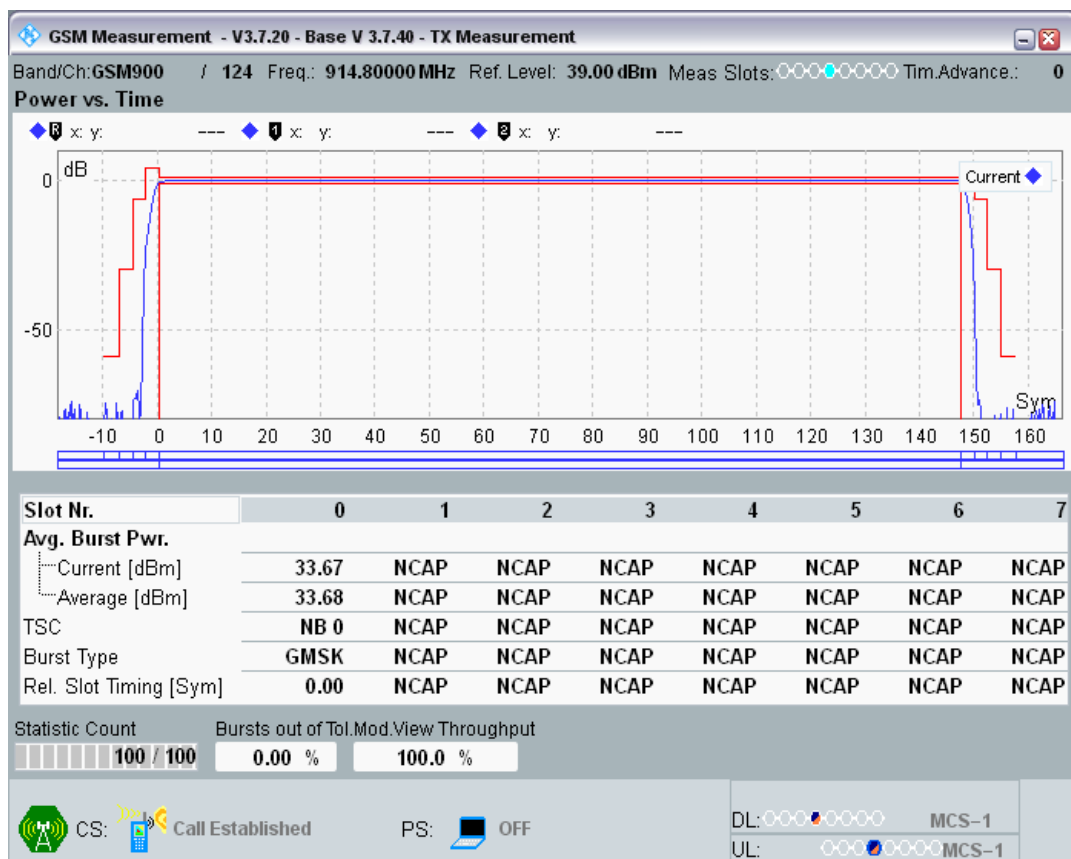 GSM Measurement - V3.7.20 - Base V 3.7.40 - TX Measurement
Band/Ch:GSM900 / 124 Freq.: 914.80000 MHz Ref. Level: 39.00 dBm Meas Slots: Tim.Advance.: 0
Power vs. Time
R x: y: --- 1 x: y: --- 2 x: y: ---
dB
Current
0
-50
Sym
-10 0 10 20 30 40 50 60 70 80 90 100 110 120 130 140 150 160
Slot Nr. 0 1 2 3 4 5 6 7
Avg. Burst Pwr.
Current [dBm] 33.67 NCAP NCAP NCAP NCAP NCAP NCAP NCAP
Average [dBm] 33.68 NCAP NCAP NCAP NCAP NCAP NCAP NCAP
TSC NB 0 NCAP NCAP NCAP NCAP NCAP NCAP NCAP
Burst Type GMSK NCAP NCAP NCAP NCAP NCAP NCAP NCAP
Rel. Slot Timing [Sym] 0.00 NCAP NCAP NCAP NCAP NCAP NCAP NCAP
Statistic Count Bursts out of Tol.Mod.View Throughput
100 / 100 0.00 % 100.0 %
CS: Call Established PS: OFF
DL: MCS-1
UL: MCS-1